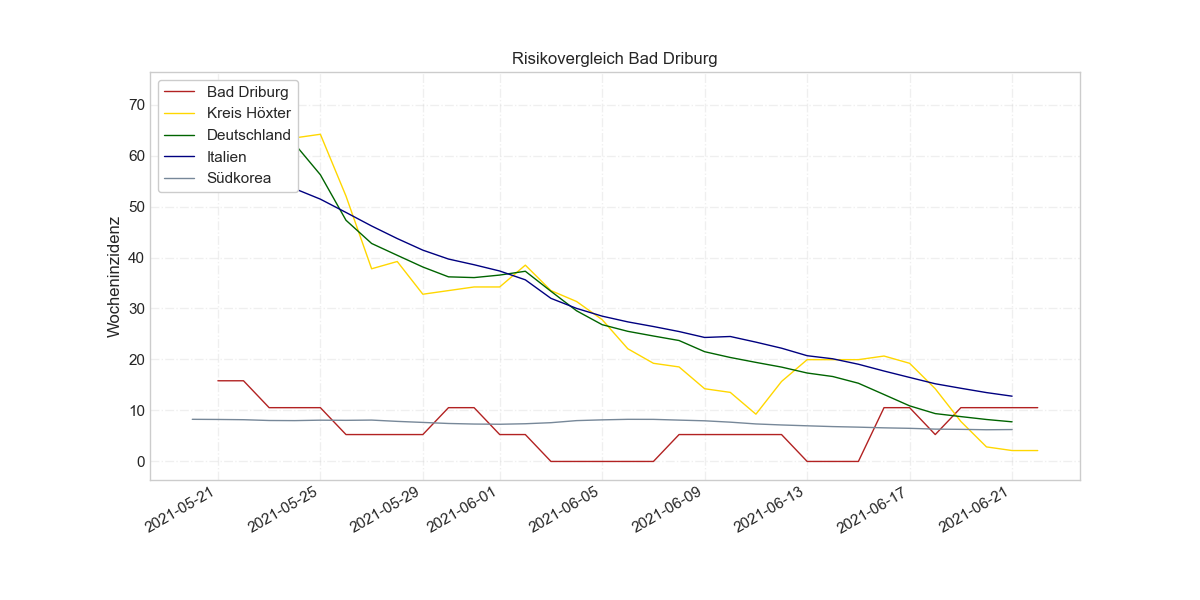 Risikovergleich Bad Driburg
Bad Driburg
Kreis Höxter
Deutschland
Italien
Südkorea
Wocheninzidenz
70
60
50
40
30
20
10
0
2021-05-21
2021-05-25
2021-05-29
2021-06-01
2021-06-05
2021-06-09
2021-06-13
2021-06-17
2021-06-21